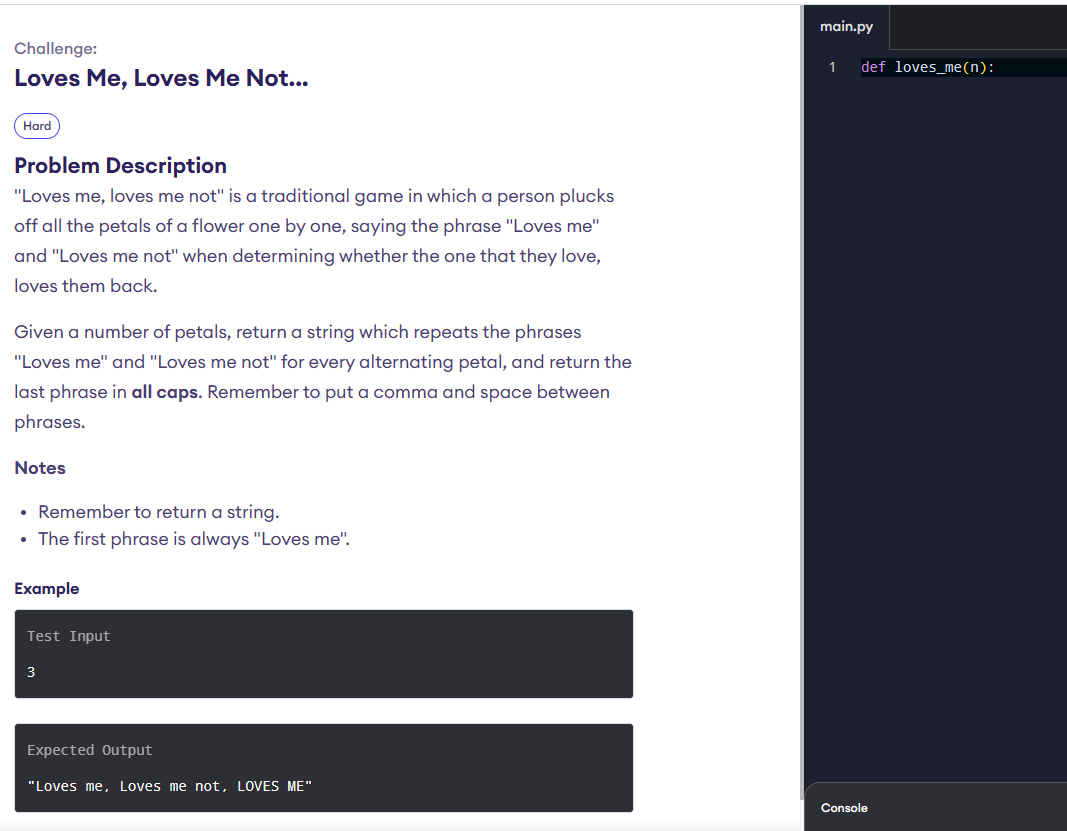 Challenge:
Loves Me, Loves Me Not...
Hard
Problem Description
"Loves me, loves me not" is a traditional game in which a person plucks
off all the petals of a flower one by one, saying the phrase "Loves me"
and "Loves me not" when determining whether the one that they love,
loves them back.
Given a number of petals, return a string which repeats the phrases
"Loves me" and "Loves me not" for every alternating petal, and return the
last phrase in all caps. Remember to put a comma and space between
phrases.
Notes
• Remember to return a string.
• The first phrase is always "Loves me".
Example
Test Input
3
Expected Output
"Loves me, Loves me not, LOVES ME"
main.py
1 def loves_me(n):
Console